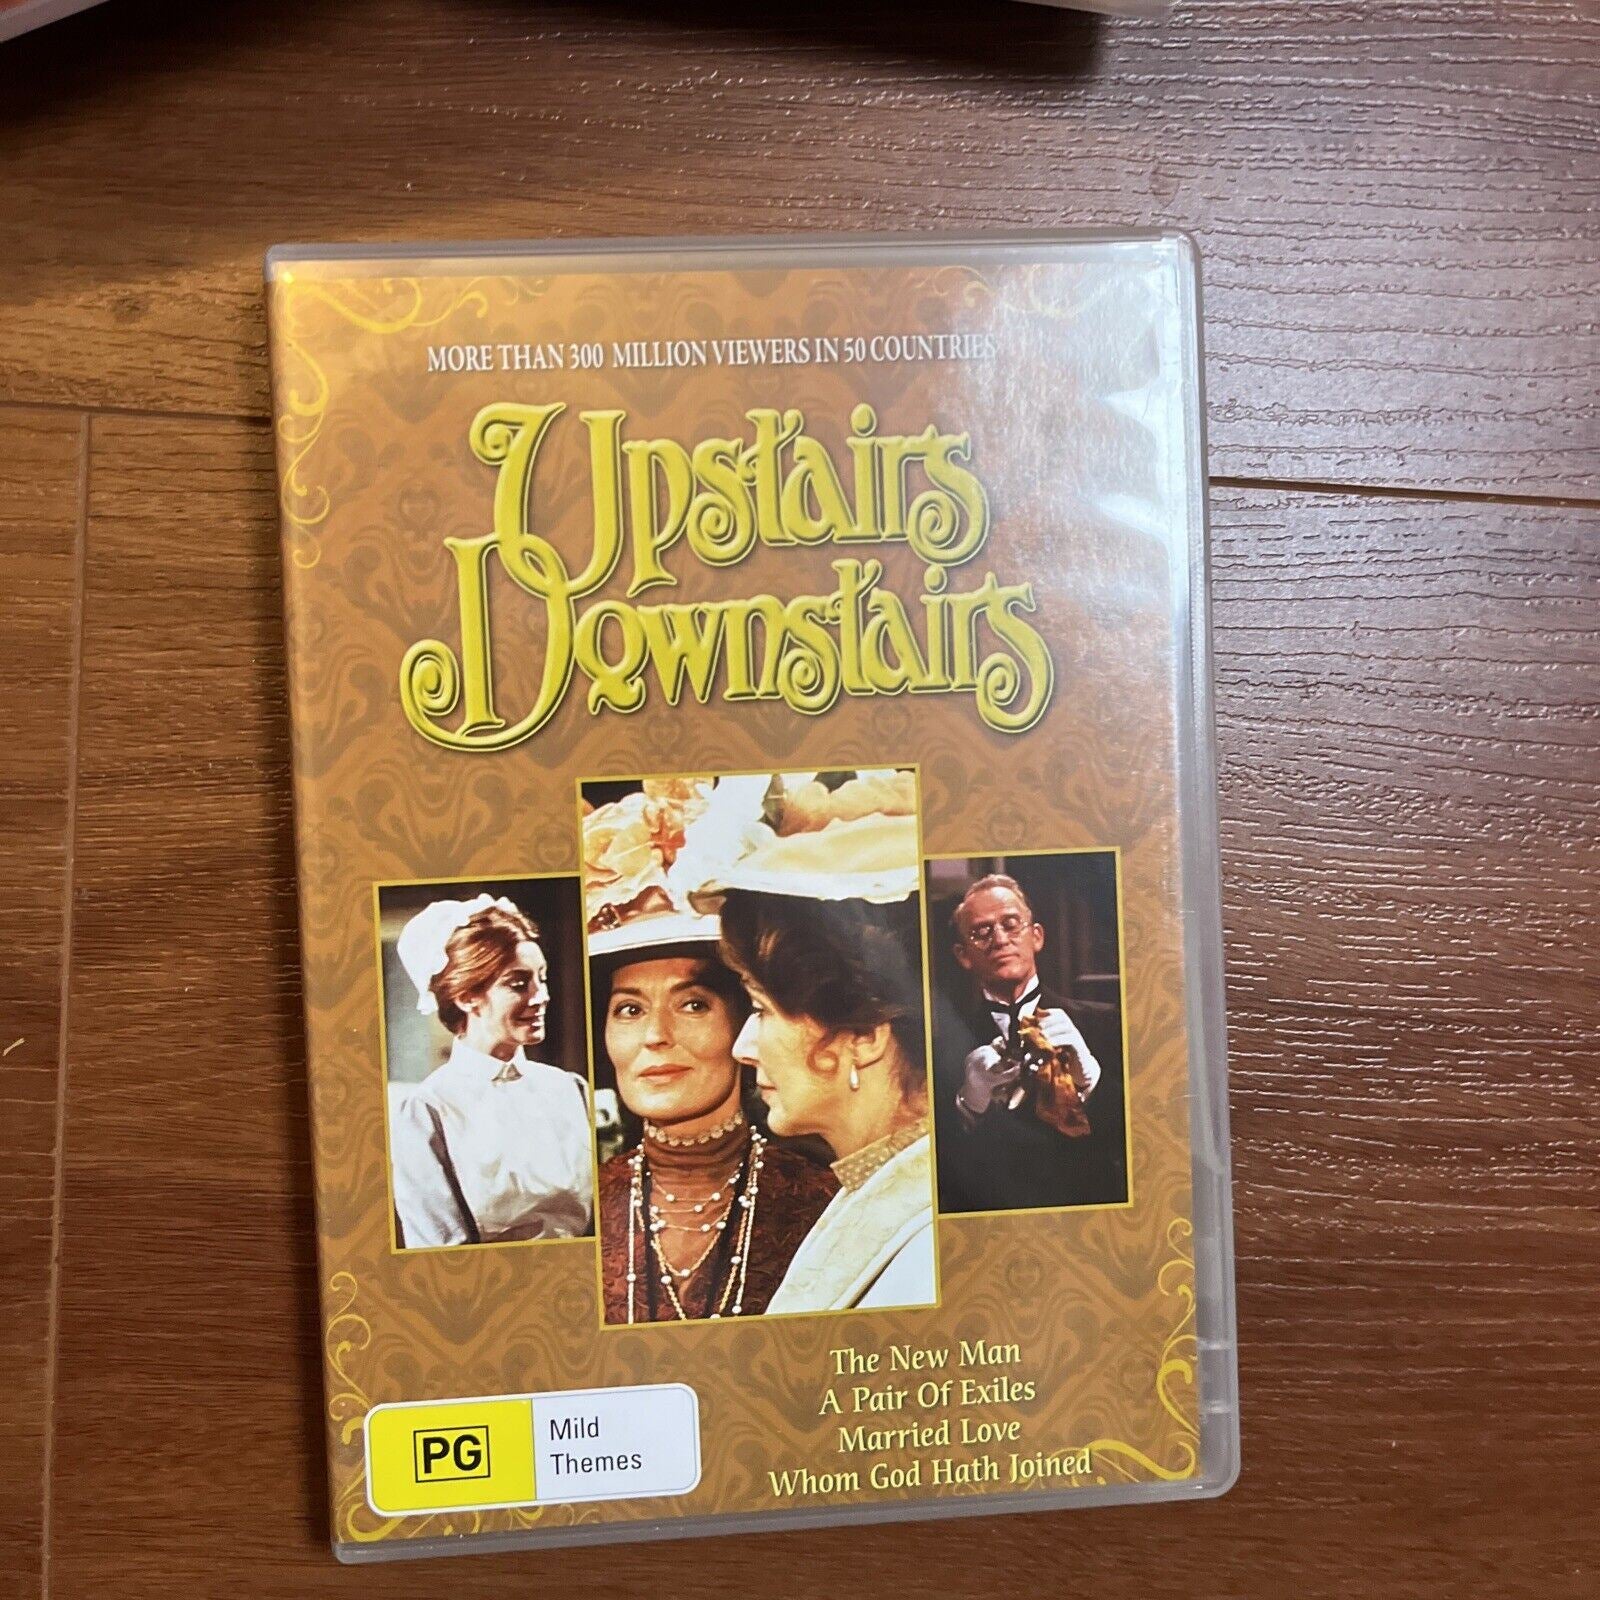 MORE THAN 300 MILLION VIEWERS IN 50 COUNTRIES
Upstairs
Downstairs
The New Man
A Pair Of Exiles
Married Love
Whom God Hath Joined
PG
Mild
Themes